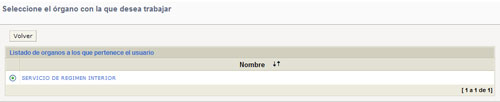 Seleccione el órgano con la que desea trabajar
Volver
Listado de organos a los que pertenece el usuario
Nombre
SERVICIO DE REGIMEN INTERIOR
[ 1 a 1 de 1]